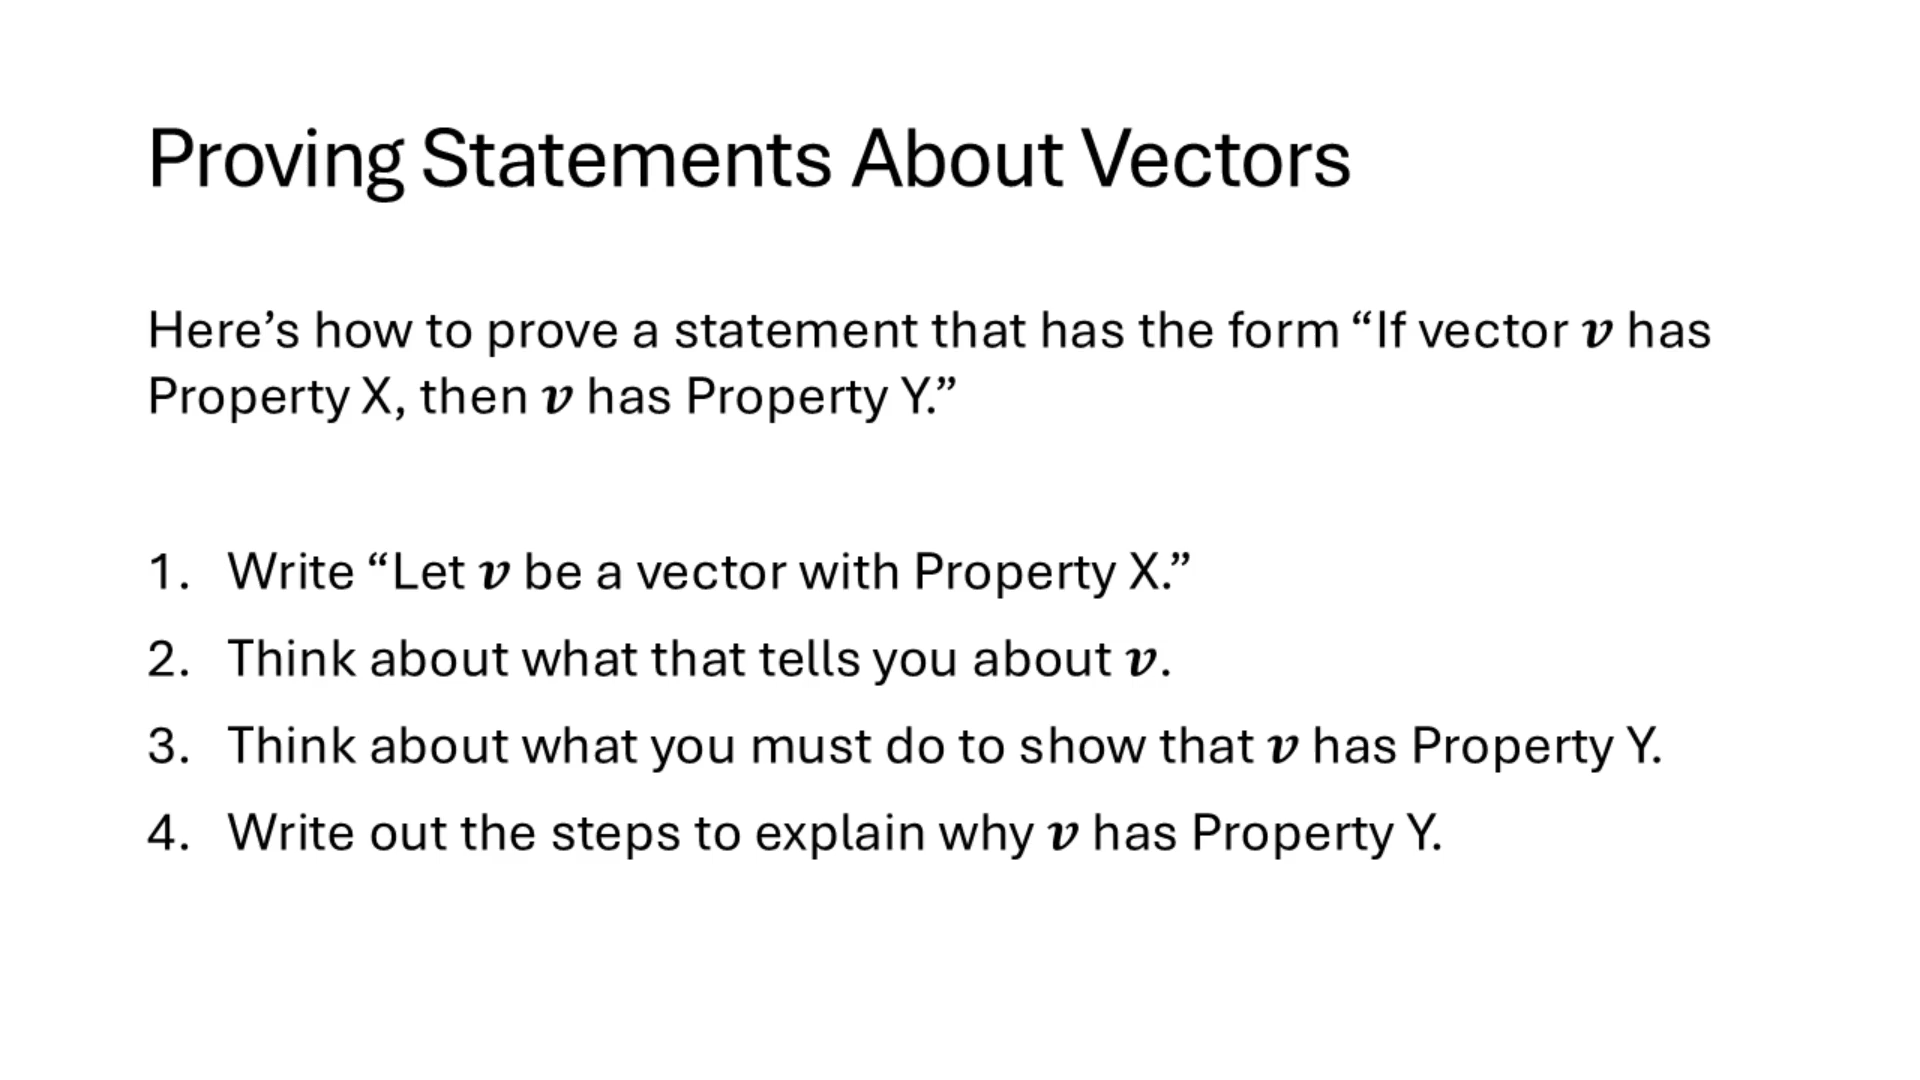 Proving Statements About Vectors
Here’s how to prove a statement that has the form “If vector v has
Property X, then v has Property Y.”
1. Write “Let v be a vector with Property X.”
2. Think about what that tells you about v.
3. Think about what you must do to show that v has Property Y.
4. Write out the steps to explain why v has Property Y.